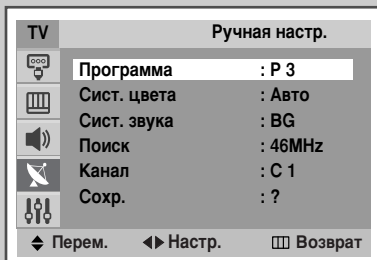 TV Ручная настр.
Программа : P 3
Сист. цвета : Авто
Сист. звука : BG
Поиск : 46MHz
Канал : C 1
Сохр. : ?
Перем. Настр. Возврат